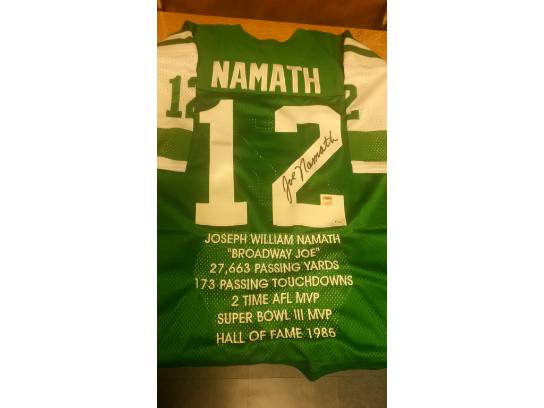 NAMATH
12
12
Joe Namath
JOSEPH WILLIAM NAMATH
"BROADWAY JOE"
27,663 PASSING YARDS
173 PASSING TOUCHDOWNS
2 TIME AFL MVP
SUPER BOWL III MVP
HALL OF FAME 1985